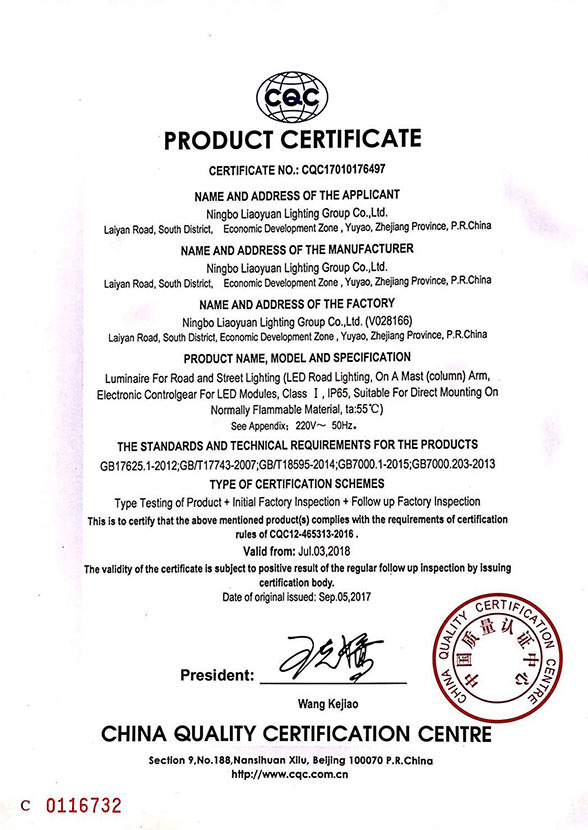 CQC
PRODUCT CERTIFICATE
CERTIFICATE NO.: CQC17010176497
NAME AND ADDRESS OF THE APPLICANT
Ningbo Liaoyuan Lighting Group Co.,Ltd.
Laiyan Road, South District, Economic Development Zone , Yuyao, Zhejiang Province, P.R.China
NAME AND ADDRESS OF THE MANUFACTURER
Ningbo Liaoyuan Lighting Group Co.,Ltd.
Laiyan Road, South District, Economic Development Zone , Yuyao, Zhejiang Province, P.R.China
NAME AND ADDRESS OF THE FACTORY
Ningbo Liaoyuan Lighting Group Co.,Ltd. (V028166)
Laiyan Road, South District, Economic Development Zone , Yuyao, Zhejiang Province, P.R.China
PRODUCT NAME, MODEL AND SPECIFICATION
Luminaire For Road and Street Lighting (LED Road Lighting, On A Mast (column) Arm,
Electronic Controlgear For LED Modules, Class Ⅰ, IP65, Suitable For Direct Mounting On
Normally Flammable Material, ta:55℃)
See Appendix; 220V～ 50Hz。
THE STANDARDS AND TECHNICAL REQUIREMENTS FOR THE PRODUCTS
GB17625.1-2012;GB/T17743-2007;GB/T18595-2014;GB7000.1-2015;GB7000.203-2013
TYPE OF CERTIFICATION SCHEMES
Type Testing of Product + Initial Factory Inspection + Follow up Factory Inspection
This is to certify that the above mentioned product(s) complies with the requirements of certification
rules of CQC12-465313-2016 .
Valid from: Jul.03,2018
The validity of the certificate is subject to positive result of the regular follow up inspection by issuing
certification body.
Date of original issued: Sep.05,2017
CHINA QUALITY CERTIFICATION CENTRE
中国质量认证中心
President: 王克娇
Wang Kejiao
CHINA QUALITY CERTIFICATION CENTRE
Section 9,No.188,Nansihuan Xilu, Beijing 100070 P.R.China
http://www.cqc.com.cn
C 0116732